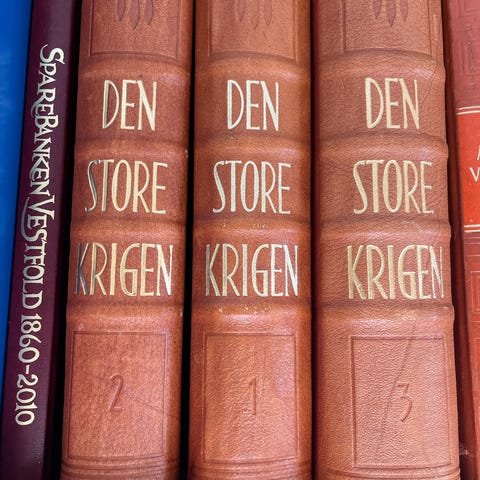 SPAREBANKEN VESTFOLD 1860-2010
DEN
STORE
KRIGEN
2
DEN
STORE
KRIGEN
1
DEN
STORE
KRIGEN
3